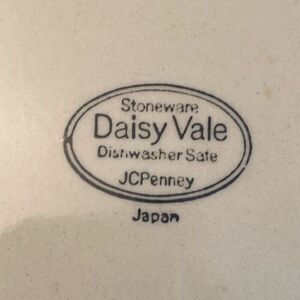 Stoneware
Daisy Vale
Dishwasher Safe
JCPenney
Japan